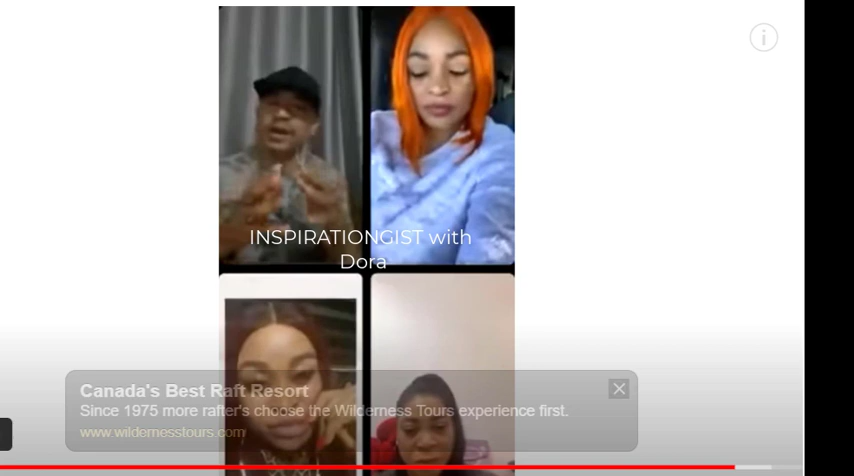 INSPIRATIONGIST with
Dora
Canada's Best Raft Resort
Since 1975 more rafter's choose the Wilderness Tours experience first.
www.wildernesstours.com